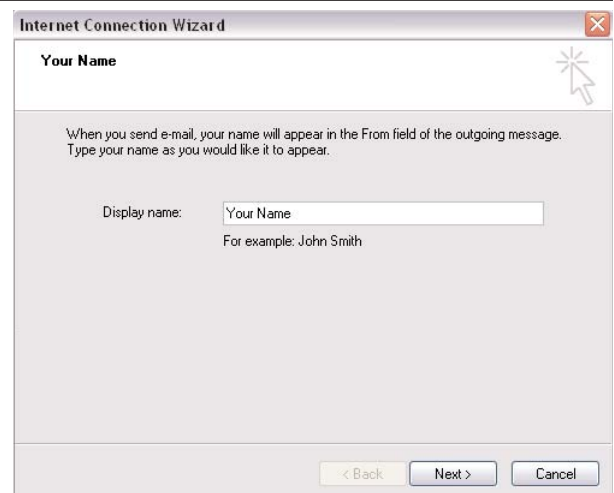 Internet Connection Wizard
Your Name
When you send e-mail, your name will appear in the From field of the outgoing message.
Type your name as you would like it to appear.
Display name: Your Name
For example: John Smith
< Back Next > Cancel